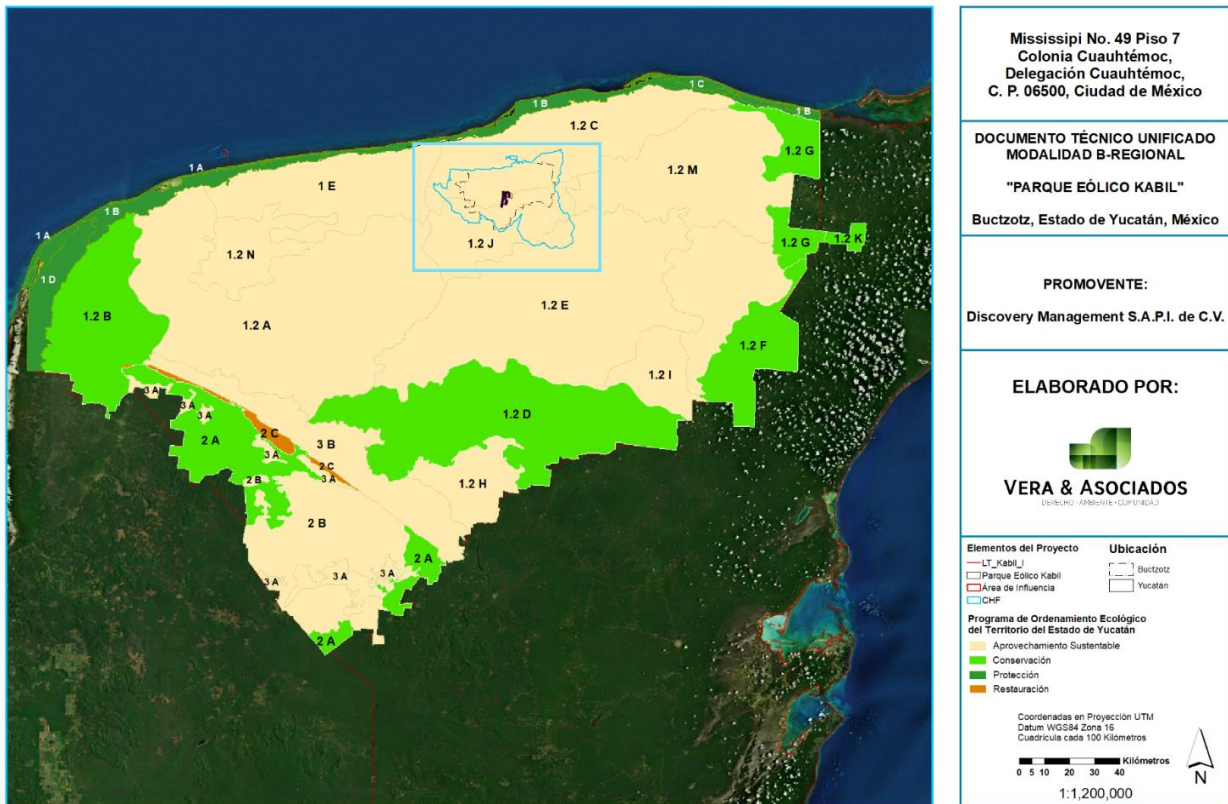 1 C
1 B
1 B
1.2 C
1.2 G
1 A
1.2 M
1 E
1 B
1 A
1.2 J
1.2 G
1.2 K
1.2 N
1 D
1.2 E
1.2 B
1.2 A
1.2 F
1.2 I
3 A
3 A
3 A
1.2 D
2 C
2 A
3 B
3 A
2 C
3 A
2 B
1.2 H
2 B
2 A
3 A
3 A
3 A
2 A
Mississipi No. 49 Piso 7
Colonia Cuauhtémoc,
Delegación Cuauhtémoc,
C. P. 06500, Ciudad de México
DOCUMENTO TÉCNICO UNIFICADO
MODALIDAD B-REGIONAL
"PARQUE EÓLICO KABIL"
Buctzotz, Estado de Yucatán, México
PROMOVENTE:
Discovery Management S.A.P.I. de C.V.
ELABORADO POR:
VERA & ASOCIADOS
DERECHO · AMBIENTE · COMUNIDAD
Elementos del Proyecto
LT_Kabil_I
Parque Eólico Kabil
Área de Influencia
CHF
Ubicación
Buctzotz
Yucatán
Programa de Ordenamiento Ecológico
del Territorio del Estado de Yucatán
Aprovechamiento Sustentable
Conservación
Protección
Restauración
Coordenadas en Proyección UTM
Datum WGS84 Zona 16
Cuadrícula cada 100 Kilómetros
Kilómetros
0 5 10 20 30 40
N
1:1,200,000